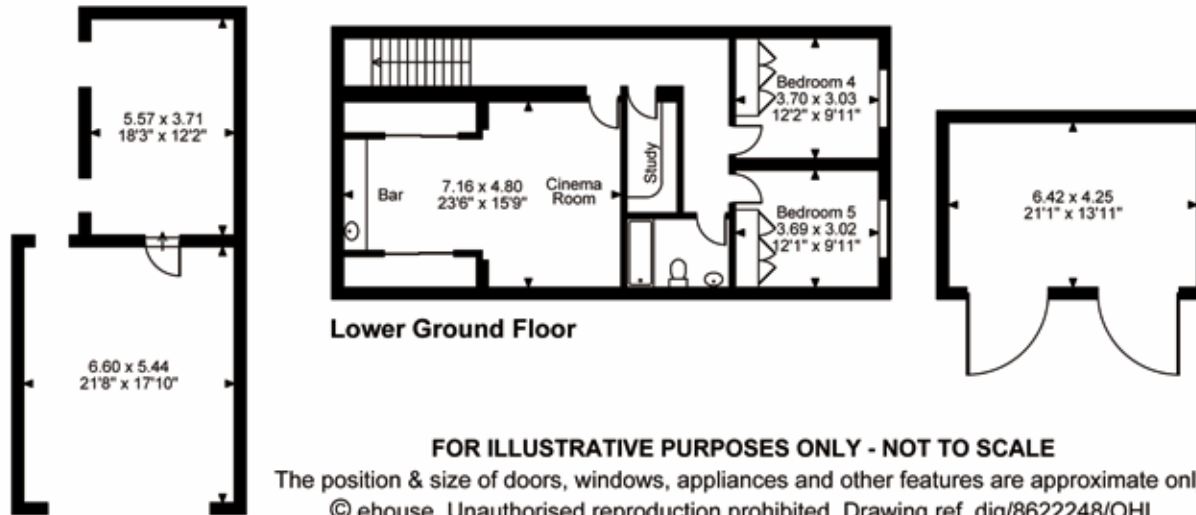 5.57 x 3.71
18'3" x 12'2"
6.60 x 5.44
21'8" x 17'10"
Bar
7.16 x 4.80
23'6" x 15'9"
Cinema
Room
Study
Bedroom 4
3.70 x 3.03
12'2" x 9'11"
Bedroom 5
3.69 x 3.02
12'1" x 9'11"
Lower Ground Floor
6.42 x 4.25
21'1" x 13'11"
FOR ILLUSTRATIVE PURPOSES ONLY - NOT TO SCALE
The position & size of doors, windows, appliances and other features are approximate onl
© ehouse. Unauthorised reproduction prohibited. Drawing ref. dig/8622248/OHL